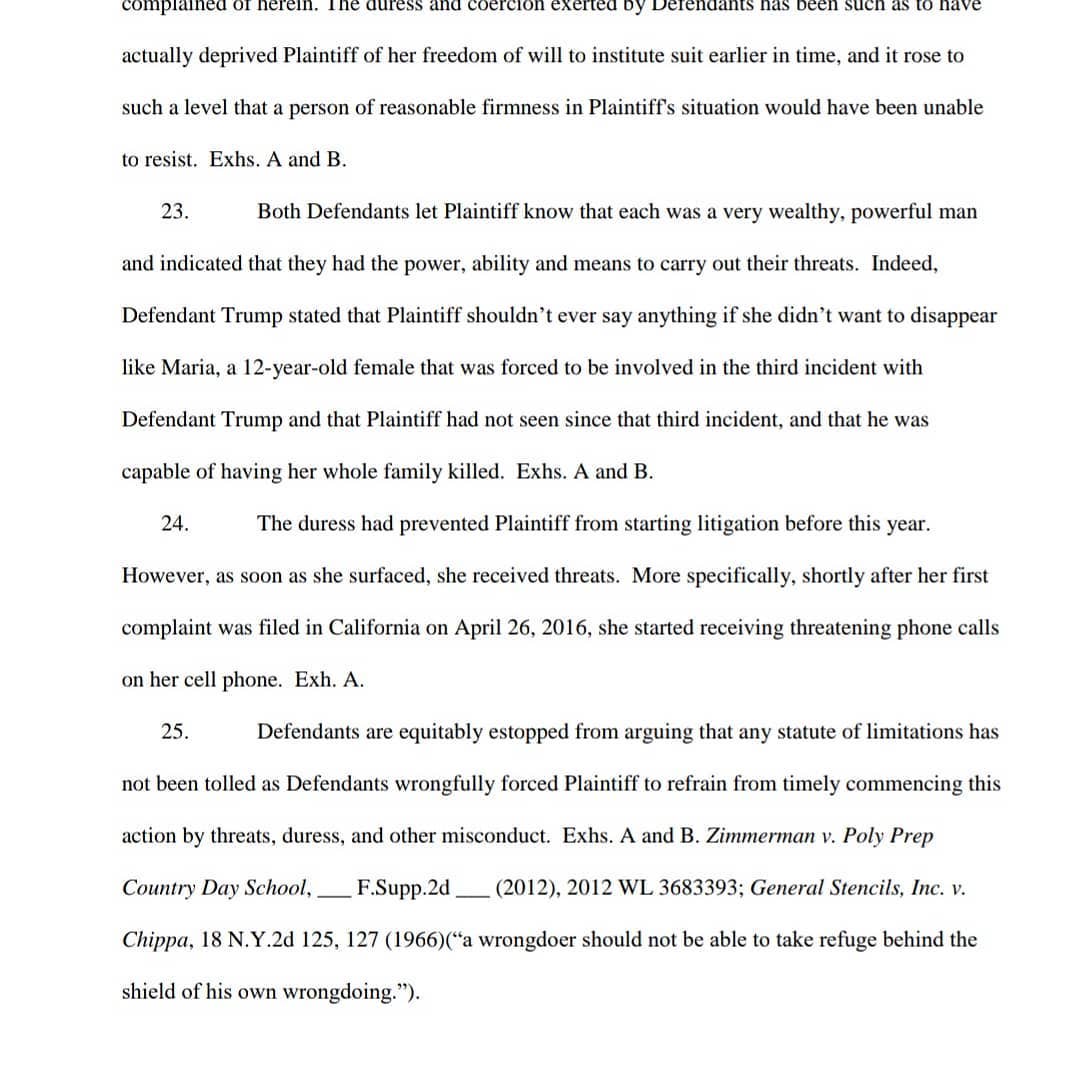 complained of herein. The duress and coercion exerted by Defendants has been such as to have
actually deprived Plaintiff of her freedom of will to institute suit earlier in time, and it rose to
such a level that a person of reasonable firmness in Plaintiff's situation would have been unable
to resist.  Exhs. A and B.
23. Both Defendants let Plaintiff know that each was a very wealthy, powerful man
and indicated that they had the power, ability and means to carry out their threats.  Indeed,
Defendant Trump stated that Plaintiff shouldn’t ever say anything if she didn’t want to disappear
like Maria, a 12-year-old female that was forced to be involved in the third incident with
Defendant Trump and that Plaintiff had not seen since that third incident, and that he was
capable of having her whole family killed.  Exhs. A and B.
24. The duress had prevented Plaintiff from starting litigation before this year.
However, as soon as she surfaced, she received threats.  More specifically, shortly after her first
complaint was filed in California on April 26, 2016, she started receiving threatening phone calls
on her cell phone.  Exh. A.
25. Defendants are equitably estopped from arguing that any statute of limitations has
not been tolled as Defendants wrongfully forced Plaintiff to refrain from timely commencing this
action by threats, duress, and other misconduct.  Exhs. A and B. Zimmerman v. Poly Prep
Country Day School, ___ F.Supp.2d ___ (2012), 2012 WL 3683393; General Stencils, Inc. v.
Chippa, 18 N.Y.2d 125, 127 (1966)(“a wrongdoer should not be able to take refuge behind the
shield of his own wrongdoing.”).